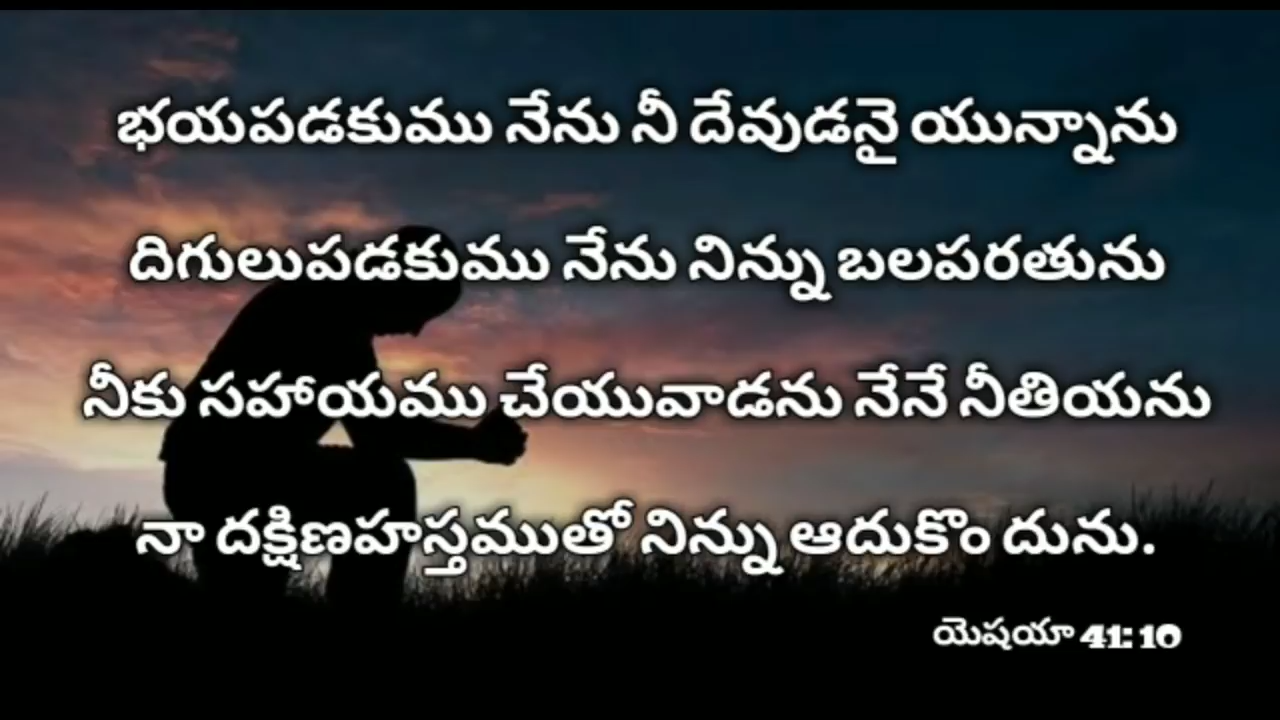 భయపడకుము నేను నీ దేవుడనై యున్నాను
దిగులుపడకుము నేను నిన్ను బలపరతును
నీకు సహాయము చేయువాడను నేనే నీతియను
నా దక్షిణహస్తముతో నిన్ను ఆదుకొం దును.
యెషయా 41: 10